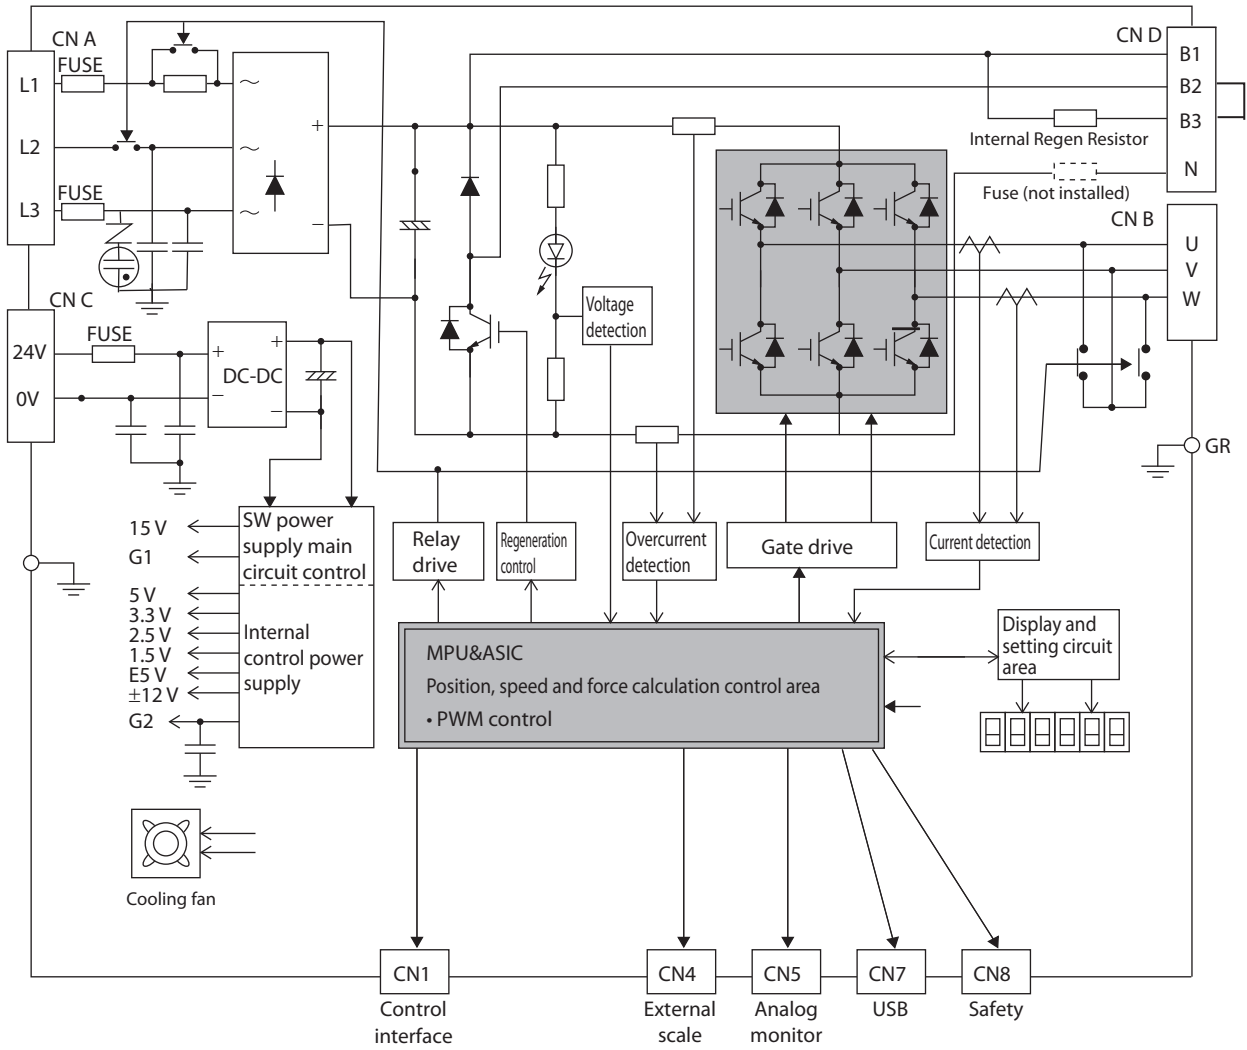 CN A
FUSE
L1
L2
FUSE
L3
CN C
FUSE
24V
0V
DC-DC
+
−
+
−
+
−
CN D
B1
B2
B3
Internal Regen Resistor
N
Fuse (not installed)
CN B
U
V
W
Voltage
detection
GR
15 V
G1
5 V
3.3 V
2.5 V
1.5 V
E5 V
±12 V
G2
SW power
supply main
circuit control
Internal
control power
supply
Relay
drive
Regeneration
control
Overcurrent
detection
Gate drive
Current detection
MPU&ASIC
Position, speed and force calculation control area
• PWM control
Display and
setting circuit
area
Cooling fan
CN1
Control
interface
CN4
External
scale
CN5
Analog
monitor
CN7
USB
CN8
Safety